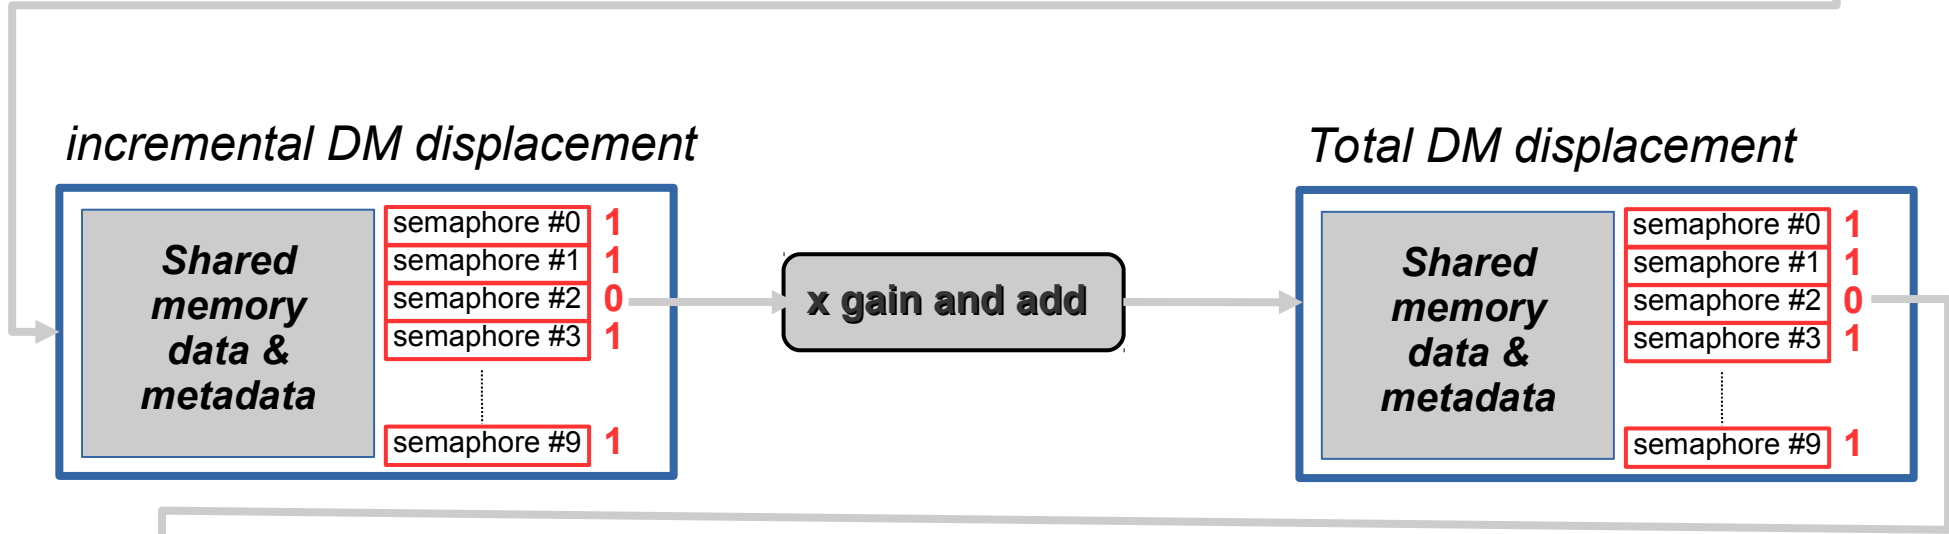 incremental DM displacement
Shared
memory
data &
metadata
semaphore #0 1
semaphore #1 1
semaphore #2 0
semaphore #3 1
semaphore #9 1
x gain and add
Total DM displacement
Shared
memory
data &
metadata
semaphore #0 1
semaphore #1 1
semaphore #2 0
semaphore #3 1
semaphore #9 1